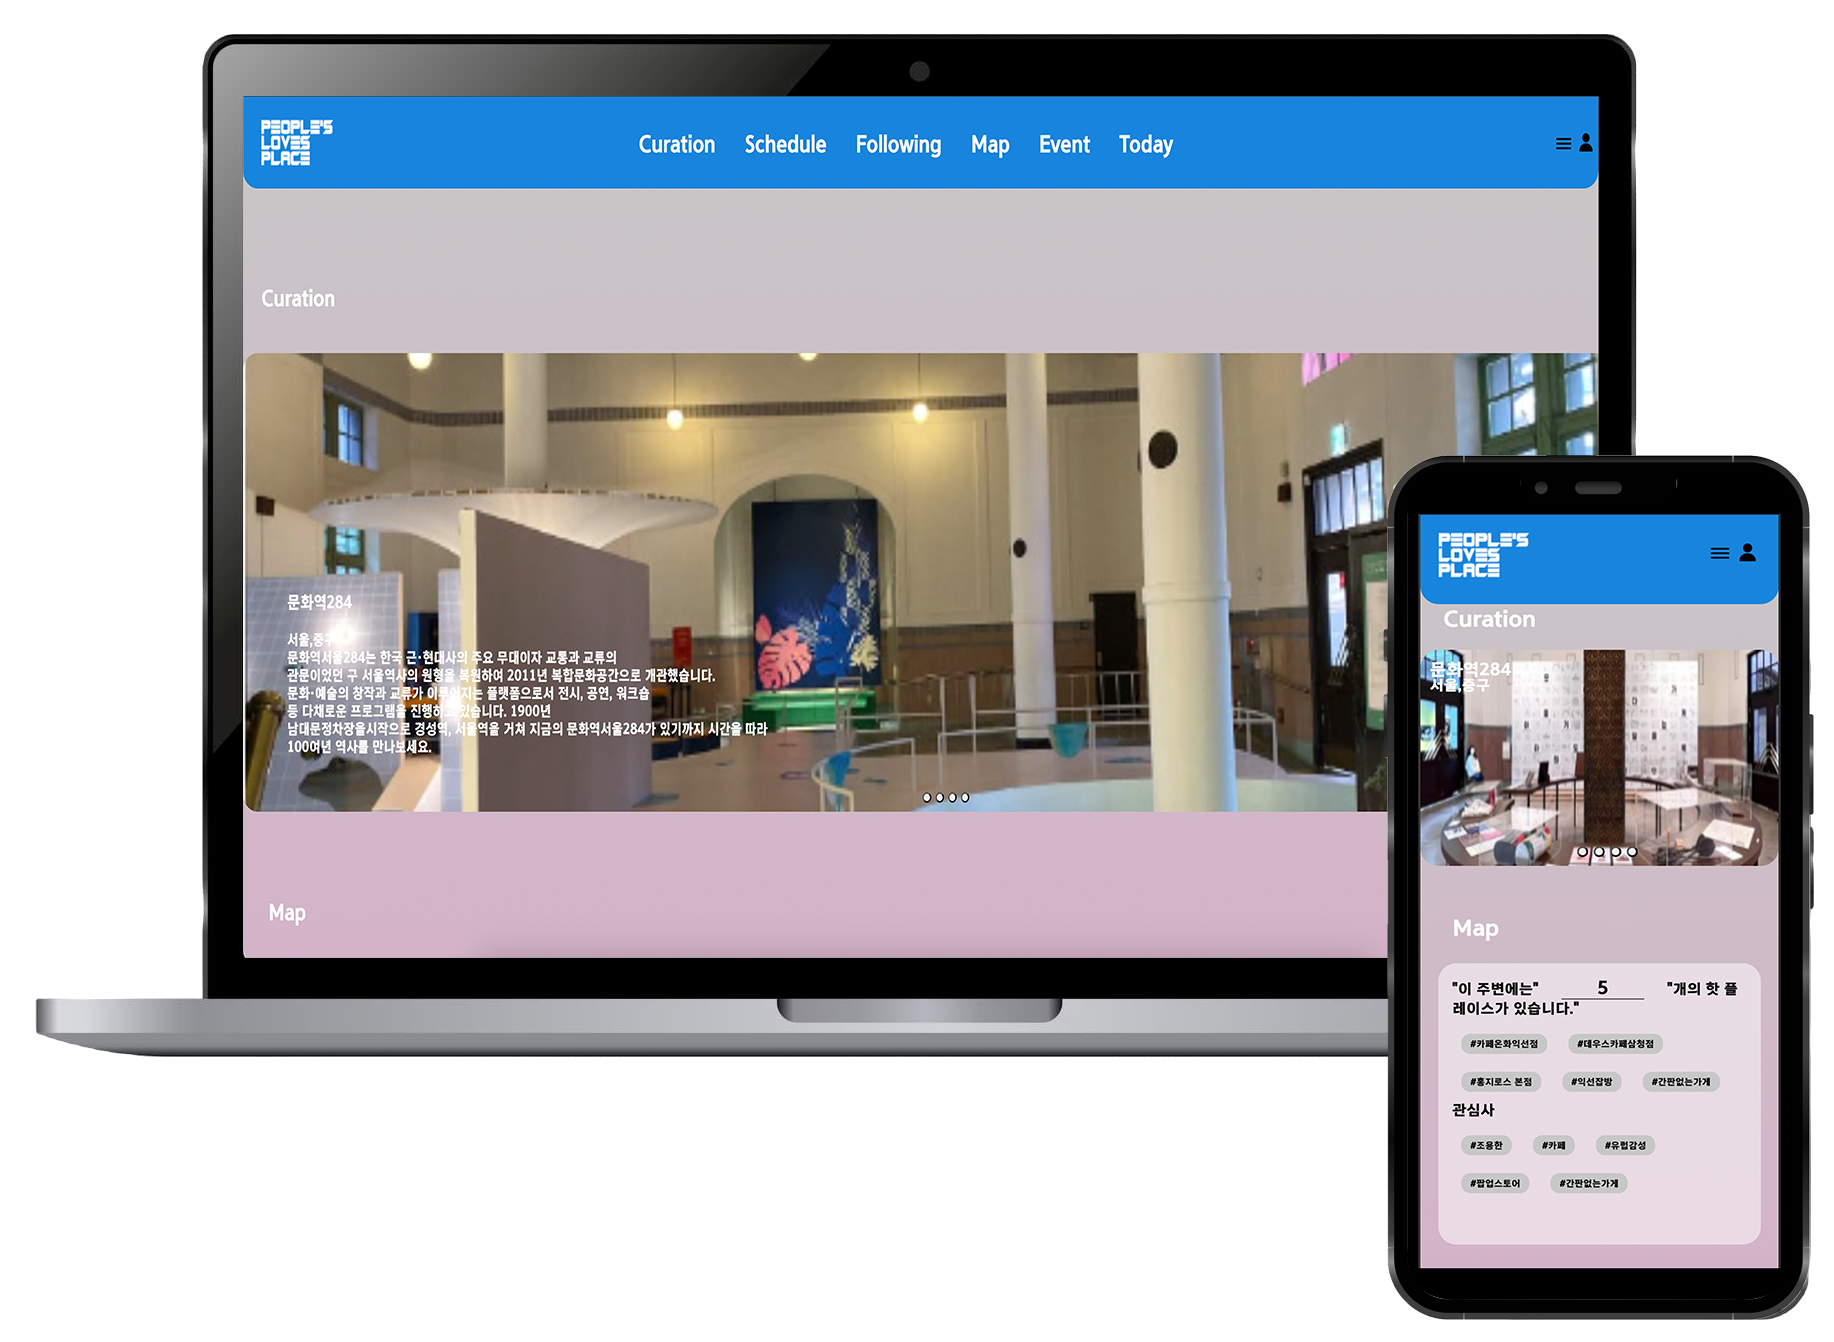 PEOPLE'S
LOVES
PLACE
Curation Schedule Following Map Event Today
Curation
문화역284
서울,중구
문화역서울284는 한국 근·현대사의 주요 무대이자 교통과 교류의
관문이었던 구 서울역사의 원형을 복원하여 2011년 복합문화공간으로 개관했습니다.
문화·예술의 창작과 교류가 이루어지는 플랫폼으로서 전시, 공연, 워크숍
등 다채로운 프로그램을 진행하고 있습니다. 1900년
남대문정차장을시작으로 경성역, 서울역을 거쳐 지금의 문화역서울284가 있기까지 시간을 따라
100여년 역사를 만나보세요.
Map
PEOPLE'S
LOVES
PLACE
Curation
문화역284
서울,중구
Map
"이 주변에는" 5 "개의 핫 플
레이스가 있습니다."
#카페온화익선점 #데우스카페삼청점
#홍지로스 본점 #익선잡방 #간판없는가게
관심사
#조용한 #카페 #유럽감성
#팝업스토어 #간판없는가게